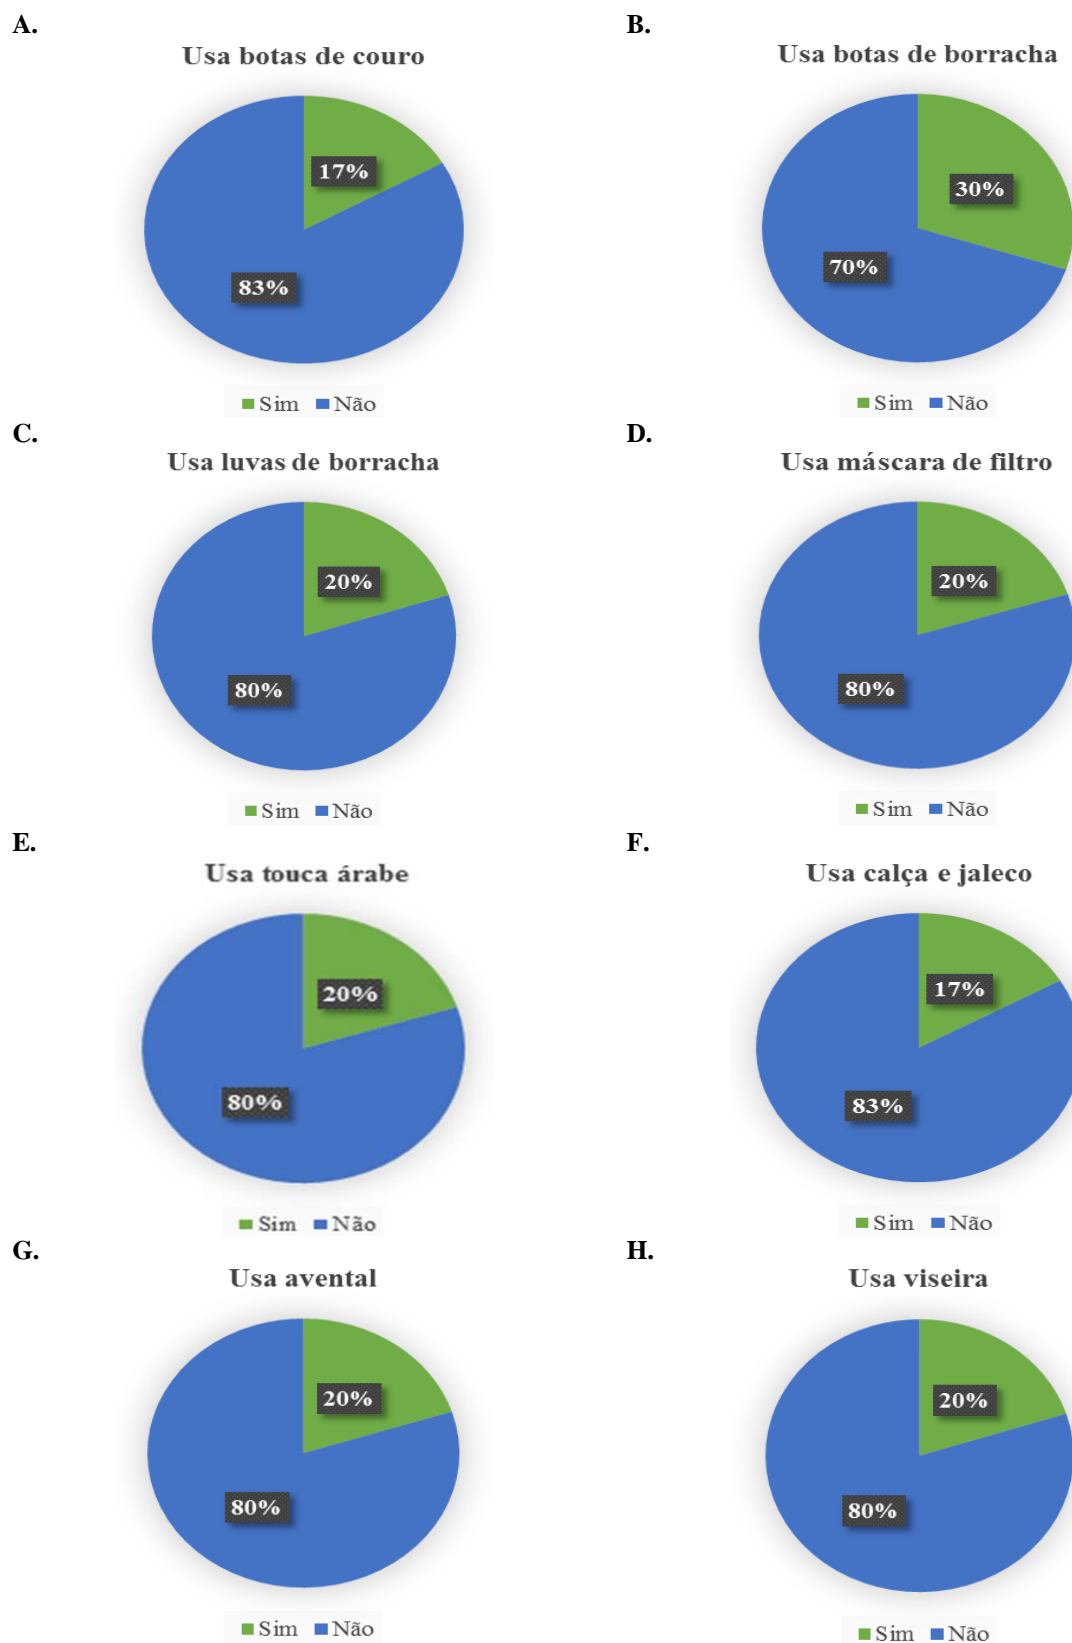 A.
Usa botas de couro
17%
83%
Sim Não
B.
Usa botas de borracha
30%
70%
Sim Não
C.
Usa luvas de borracha
20%
80%
Sim Não
D.
Usa máscara de filtro
20%
80%
Sim Não
E.
Usa touca árabe
20%
80%
Sim Não
F.
Usa calça e jaleco
17%
83%
Sim Não
G.
Usa avental
20%
80%
Sim Não
H.
Usa viseira
20%
80%
Sim Não